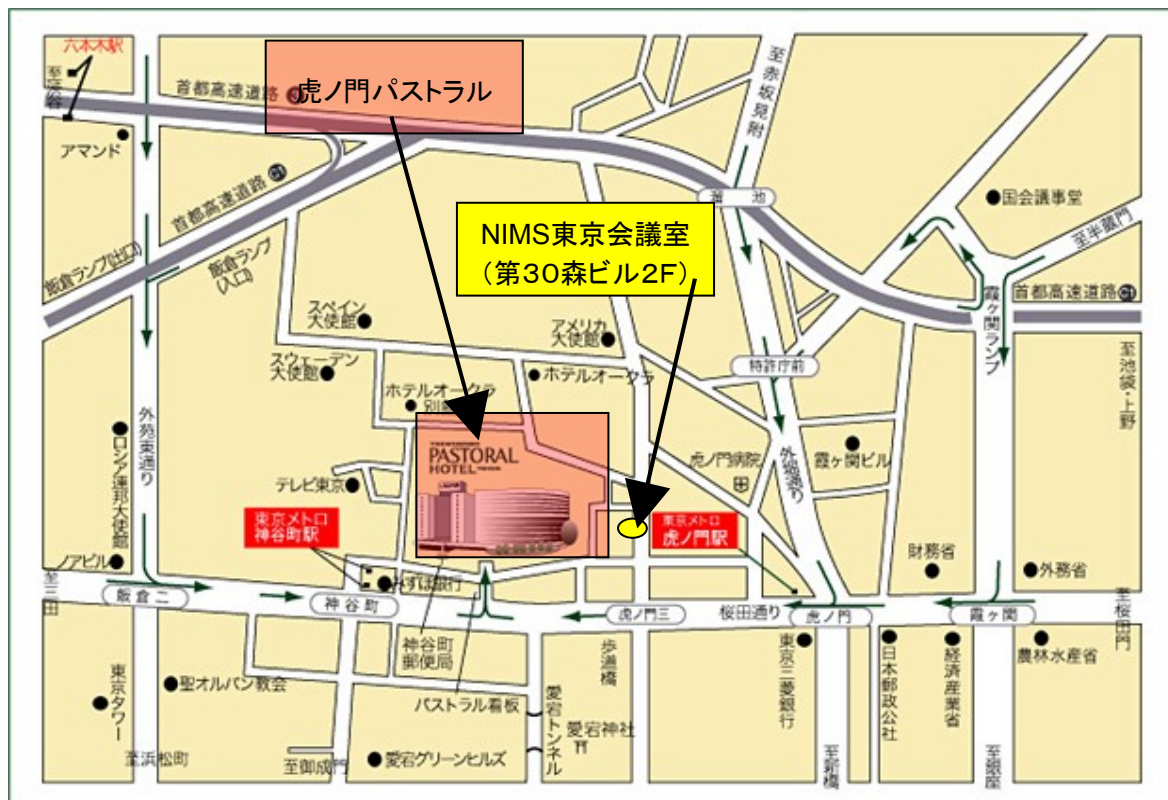 六本木駅
至渋谷
首都高速道路
虎ノ門パストラル
至赤坂見附
アマンド
首都高速道路 C1
溜池
国会議事堂
至半蔵門
NIMS東京会議室
（第30森ビル2F）
飯倉ランプ(出口)
飯倉ランプ
(入口)
霞ヶ関ランプ
首都高速道路 C1
スペイン
大使館
アメリカ
大使館
スウェーデン
大使館
特許庁前
至池袋・上野
ホテルオークラ
ホテルオークラ
別館
外苑東通り
ロシア連邦大使館
PASTORAL
HOTEL
外堀通り
虎ノ門病院
霞ヶ関ビル
テレビ東京
東京メトロ
神谷町駅
東京メトロ
虎ノ門駅
財務省
外務省
ノアビル
みずほ銀行
至三田
飯倉二
神谷町
虎ノ門三
桜田通り
虎ノ門
霞ヶ関
至桜田門
神谷町
郵便局
歩道橋
東京三菱銀行
日本郵政公社
経済産業省
農林水産省
東京タワー
聖オルバン教会
パストラル看板
愛宕トンネル
愛宕神社
至浜松町
至御成門
愛宕グリーンヒルズ
至新橋
至銀座